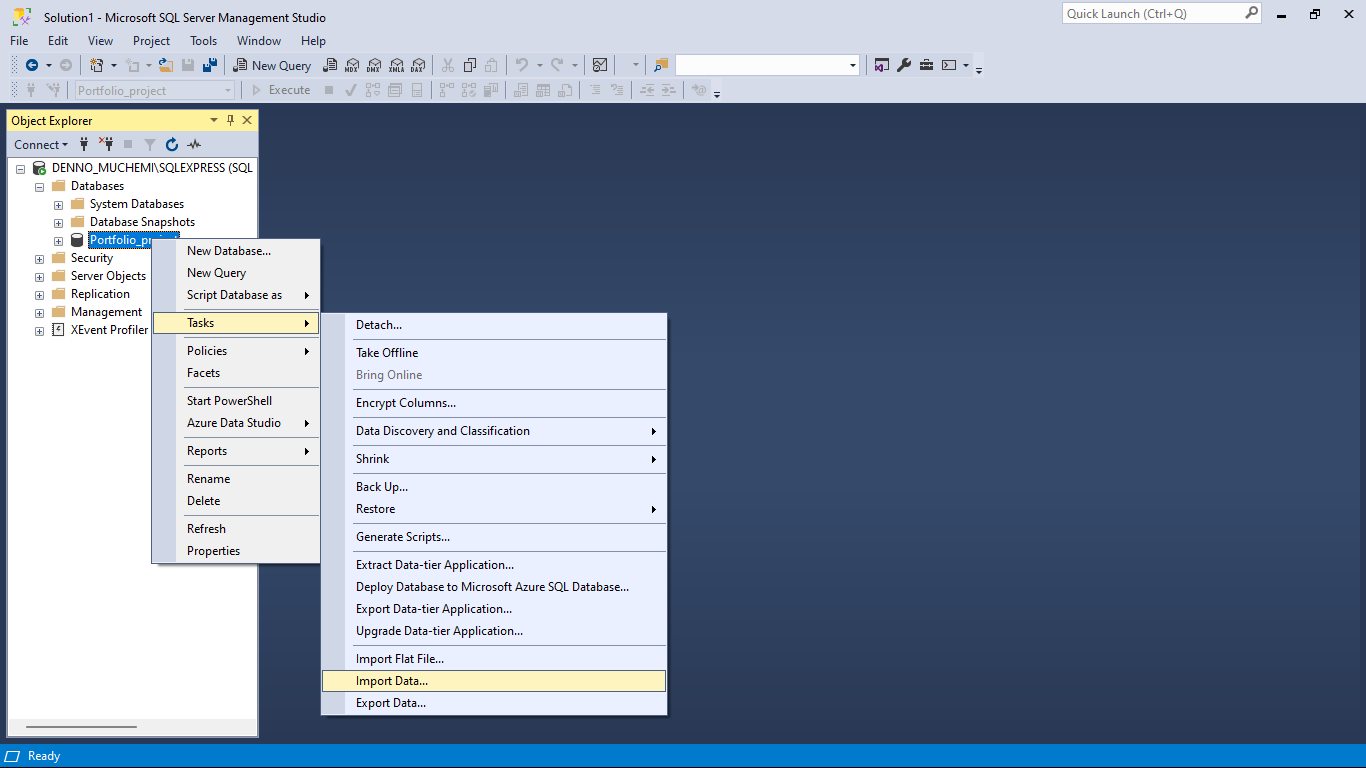 Solution1 - Microsoft SQL Server Management Studio
Quick Launch (Ctrl+Q)
File Edit View Project Tools Window Help
New Query
MDX DMX XMLA DAX
Portfolio_project
Execute
Object Explorer
Connect
DENNO_MUCHEMI\SQLEXPRESS (SQL
Databases
System Databases
Database Snapshots
Portfolio_project
Security
Server Objects
Replication
Management
XEvent Profiler
New Database...
New Query
Script Database as
Tasks
Policies
Facets
Start PowerShell
Azure Data Studio
Reports
Rename
Delete
Refresh
Properties
Detach...
Take Offline
Bring Online
Encrypt Columns...
Data Discovery and Classification
Shrink
Back Up...
Restore
Generate Scripts...
Extract Data-tier Application...
Deploy Database to Microsoft Azure SQL Database...
Export Data-tier Application...
Upgrade Data-tier Application...
Import Flat File...
Import Data...
Export Data...
Ready